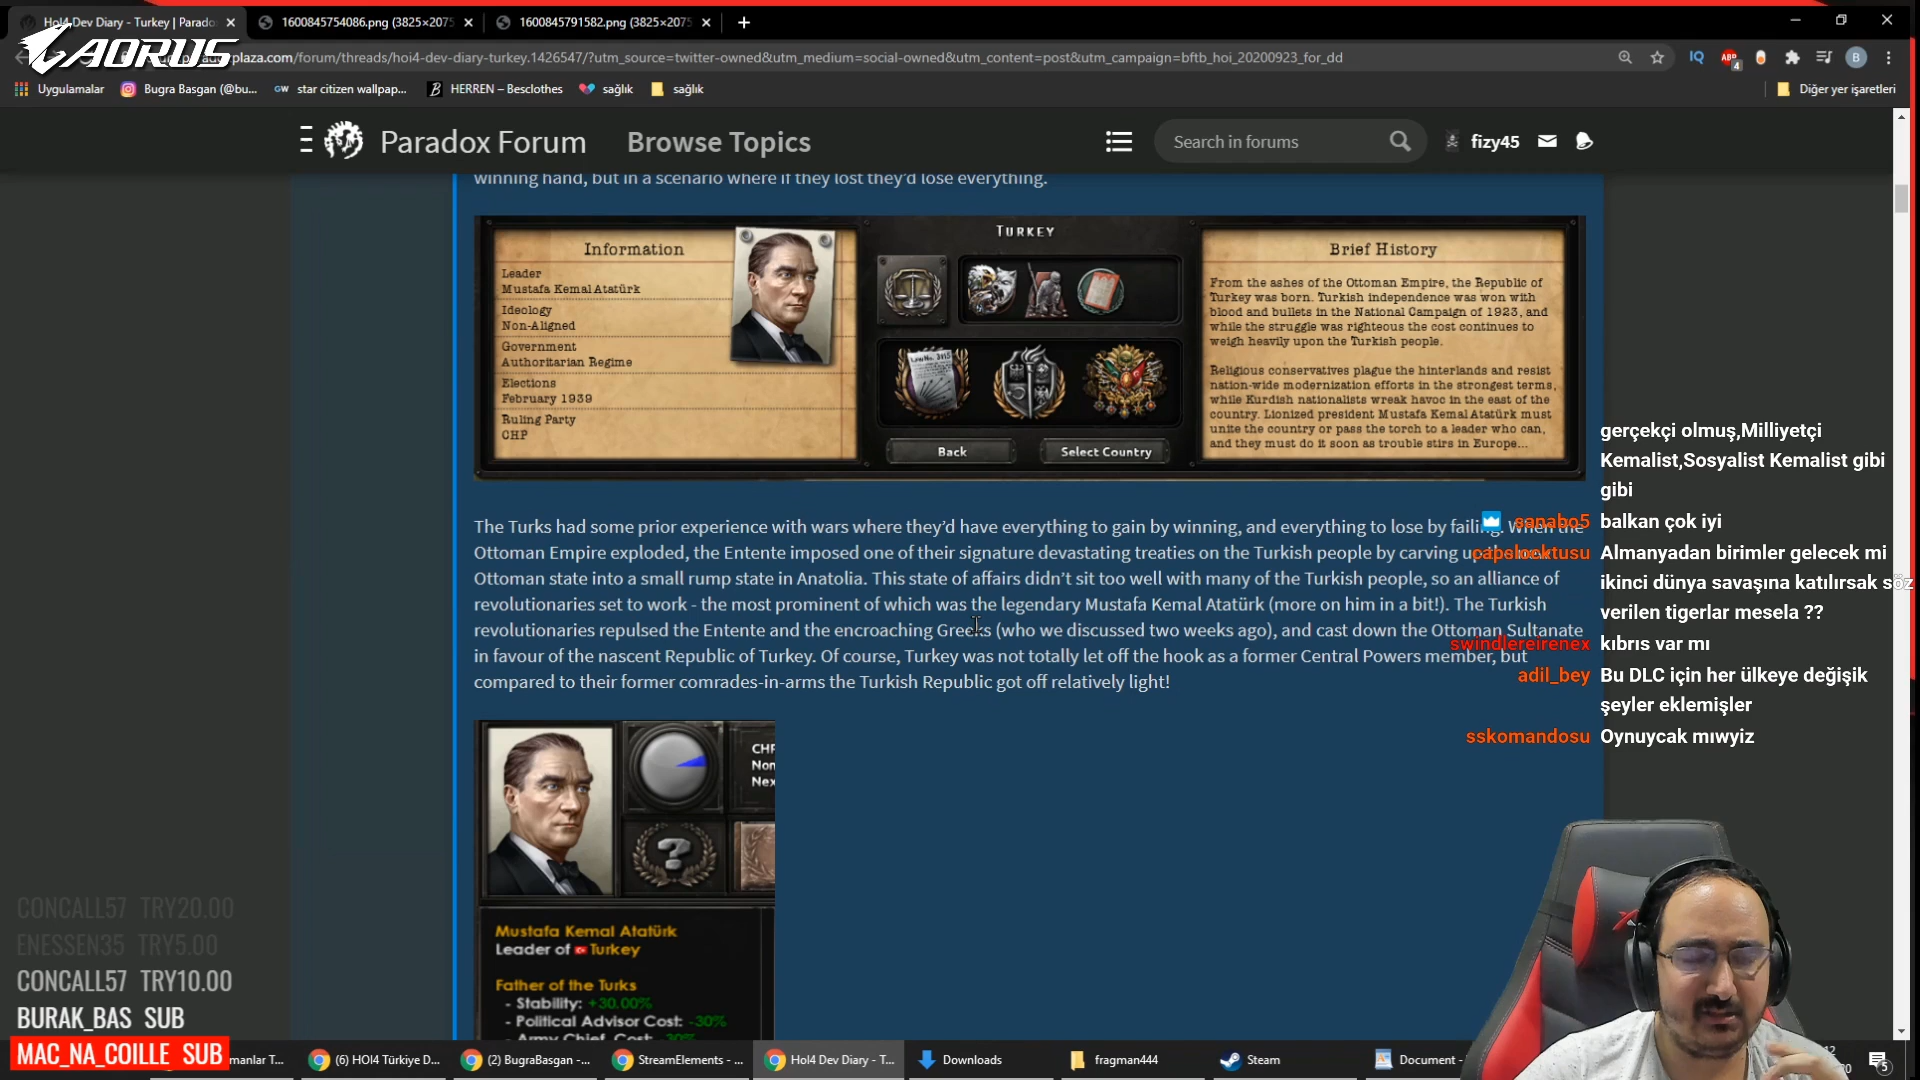 HoI4 Dev Diary - Turkey | Parado
1600845754086.png (3825×2075
1600845791582.png (3825×2075
AORUS
plaza.com/forum/threads/hoi4-dev-diary-turkey.1426547/?utm_source=twitter-owned&utm_medium=social-owned&utm_content=post&utm_campaign=bftb_hoi_20200923_for_dd
IQ
ABP
4
B
Uygulamalar
Bugra Basgan (@bu...
GW
star citizen wallpap...
B
HERREN – Besclothes
sağlık
sağlık
Diğer yer işaretleri
Paradox Forum
Browse Topics
Search in forums
fizy45
winning hand, but in a scenario where if they lost they'd lose everything.
Information
Leader
Mustafa Kemal Atatürk
Ideology
Non-Aligned
Government
Authoritarian Regime
Elections
February 1939
Ruling Party
CHP
TURKEY
Back
Select Country
Brief History
From the ashes of the Ottoman Empire, the Republic of
Turkey was born. Turkish independence was won with
blood and bullets in the National Campaign of 1923, and
while the struggle was righteous the cost continues to
weigh heavily upon the Turkish people.
Religious conservatives plague the hinterlands and resist
nation-wide modernization efforts in the strongest terms,
while Kurdish nationalists wreak havoc in the east of the
country. Lionized president Mustafa Kemal Atatürk must
unite the country or pass the torch to a leader who can,
and they must do it soon as trouble stirs in Europe...
The Turks had some prior experience with wars where they'd have everything to gain by winning, and everything to lose by failing. When the
Ottoman Empire exploded, the Entente imposed one of their signature devastating treaties on the Turkish people by carving up the
Ottoman state into a small rump state in Anatolia. This state of affairs didn't sit too well with many of the Turkish people, so an alliance of
revolutionaries set to work - the most prominent of which was the legendary Mustafa Kemal Atatürk (more on him in a bit!). The Turkish
revolutionaries repulsed the Entente and the encroaching Greeks (who we discussed two weeks ago), and cast down the Ottoman Sultanate
in favour of the nascent Republic of Turkey. Of course, Turkey was not totally let off the hook as a former Central Powers member, but
compared to their former comrades-in-arms the Turkish Republic got off relatively light!
CHP
Non
Nex
Mustafa Kemal Atatürk
Leader of Turkey
Father of the Turks
- Stability: +30.00%
- Political Advisor Cost: -30%
- Army Chief Cost: -30%
gerçekçi olmuş,Milliyetçi
Kemalist,Sosyalist Kemalist gibi
gibi
sanabo5 balkan çok iyi
Almanyadan birimler gelecek mi
ikinci dünya savaşına katılırsak söz
verilen tigerlar mesela ??
swindlereirenex kıbrıs var mı
adil_bey Bu DLC için her ülkeye değişik
şeyler eklemişler
sskomandosu Oynuycak mıwyiz
CONCALL57 TRY20.00
ENESSEN35 TRY5.00
CONCALL57 TRY10.00
BURAK_BAS SUB
MAC_NA_COILLE SUB
manlar T...
(6) HOI4 Türkiye D...
(2) BugraBasgan -...
StreamElements - ...
HoI4 Dev Diary - T...
Downloads
fragman444
Steam
Document -
5